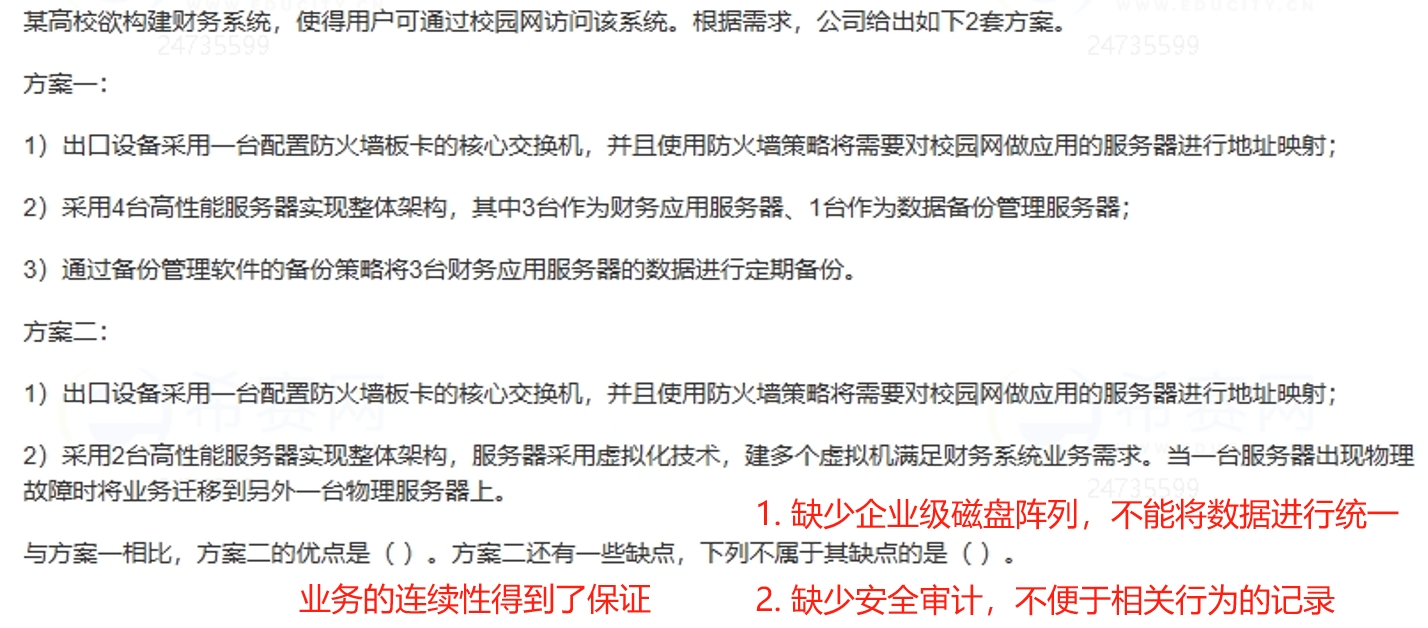 某高校欲构建财务系统，使得用户可通过校园网访问该系统。根据需求，公司给出如下2套方案。
24735599
24735599
方案一：
1）出口设备采用一台配置防火墙板卡的核心交换机，并且使用防火墙策略将需要对校园网做应用的服务器进行地址映射；
2）采用4台高性能服务器实现整体架构，其中3台作为财务应用服务器、1台作为数据备份管理服务器；
3）通过备份管理软件的备份策略将3台财务应用服务器的数据进行定期备份。
方案二：
1）出口设备采用一台配置防火墙板卡的核心交换机，并且使用防火墙策略将需要对校园网做应用的服务器进行地址映射；
希赛网
希赛网
2）采用2台高性能服务器实现整体架构，服务器采用虚拟化技术，建多个虚拟机满足财务系统业务需求。当一台服务器出现物理
故障时将业务迁移到另外一台物理服务器上。
24735599
1. 缺少企业级磁盘阵列，不能将数据进行统一
与方案一相比，方案二的优点是（ ）。方案二还有一些缺点，下列不属于其缺点的是（ ）。
业务的连续性得到了保证
2. 缺少安全审计，不便于相关行为的记录